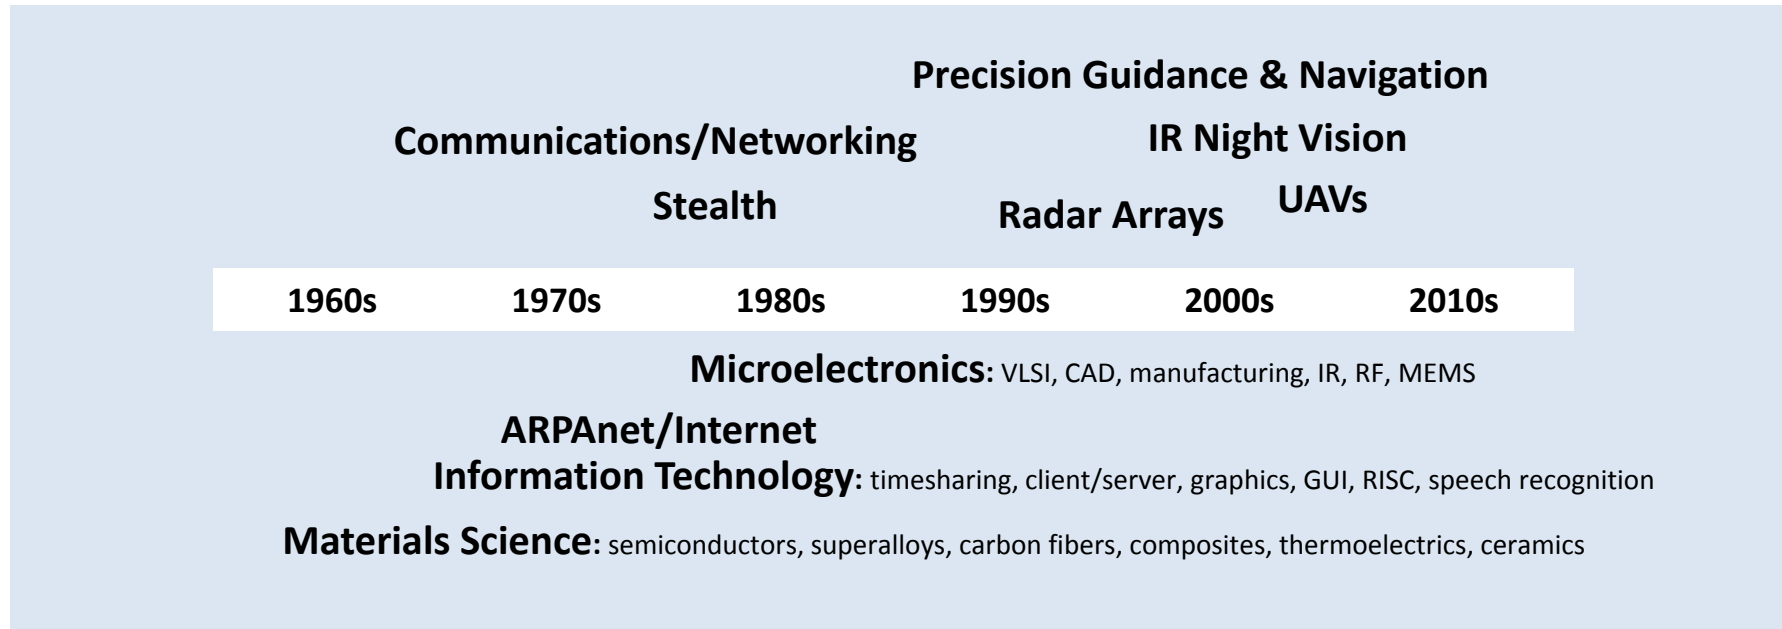 Precision Guidance & Navigation
Communications/Networking IR Night Vision
Stealth Radar Arrays UAVs
1960s 1970s 1980s 1990s 2000s 2010s
Microelectronics: VLSI, CAD, manufacturing, IR, RF, MEMS
ARPAnet/Internet
Information Technology: timesharing, client/server, graphics, GUI, RISC, speech recognition
Materials Science: semiconductors, superalloys, carbon fibers, composites, thermoelectrics, ceramics